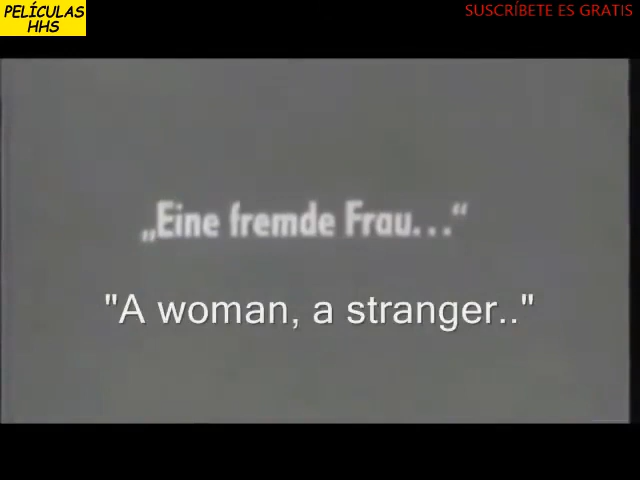 PELÍCULAS
HHS
SUSCRÍBETE ES GRATIS
„Eine fremde Frau...“
"A woman, a stranger.."